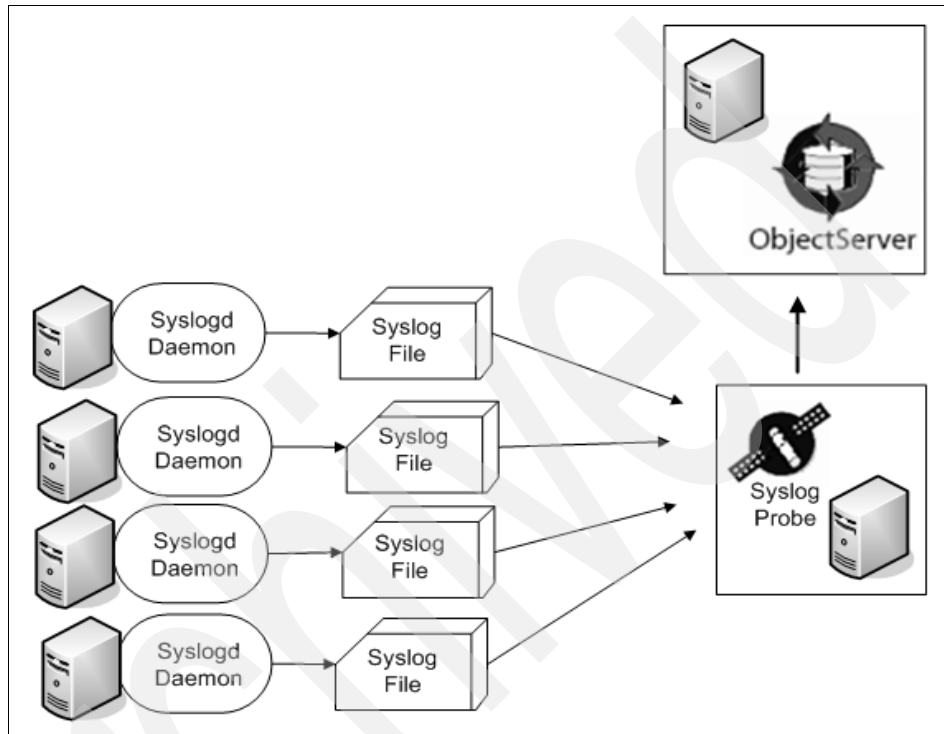 ObjectServer
Syslogd
Daemon
Syslog
File
Syslogd
Daemon
Syslog
File
Syslogd
Daemon
Syslog
File
Syslogd
Daemon
Syslog
File
Syslog
Probe